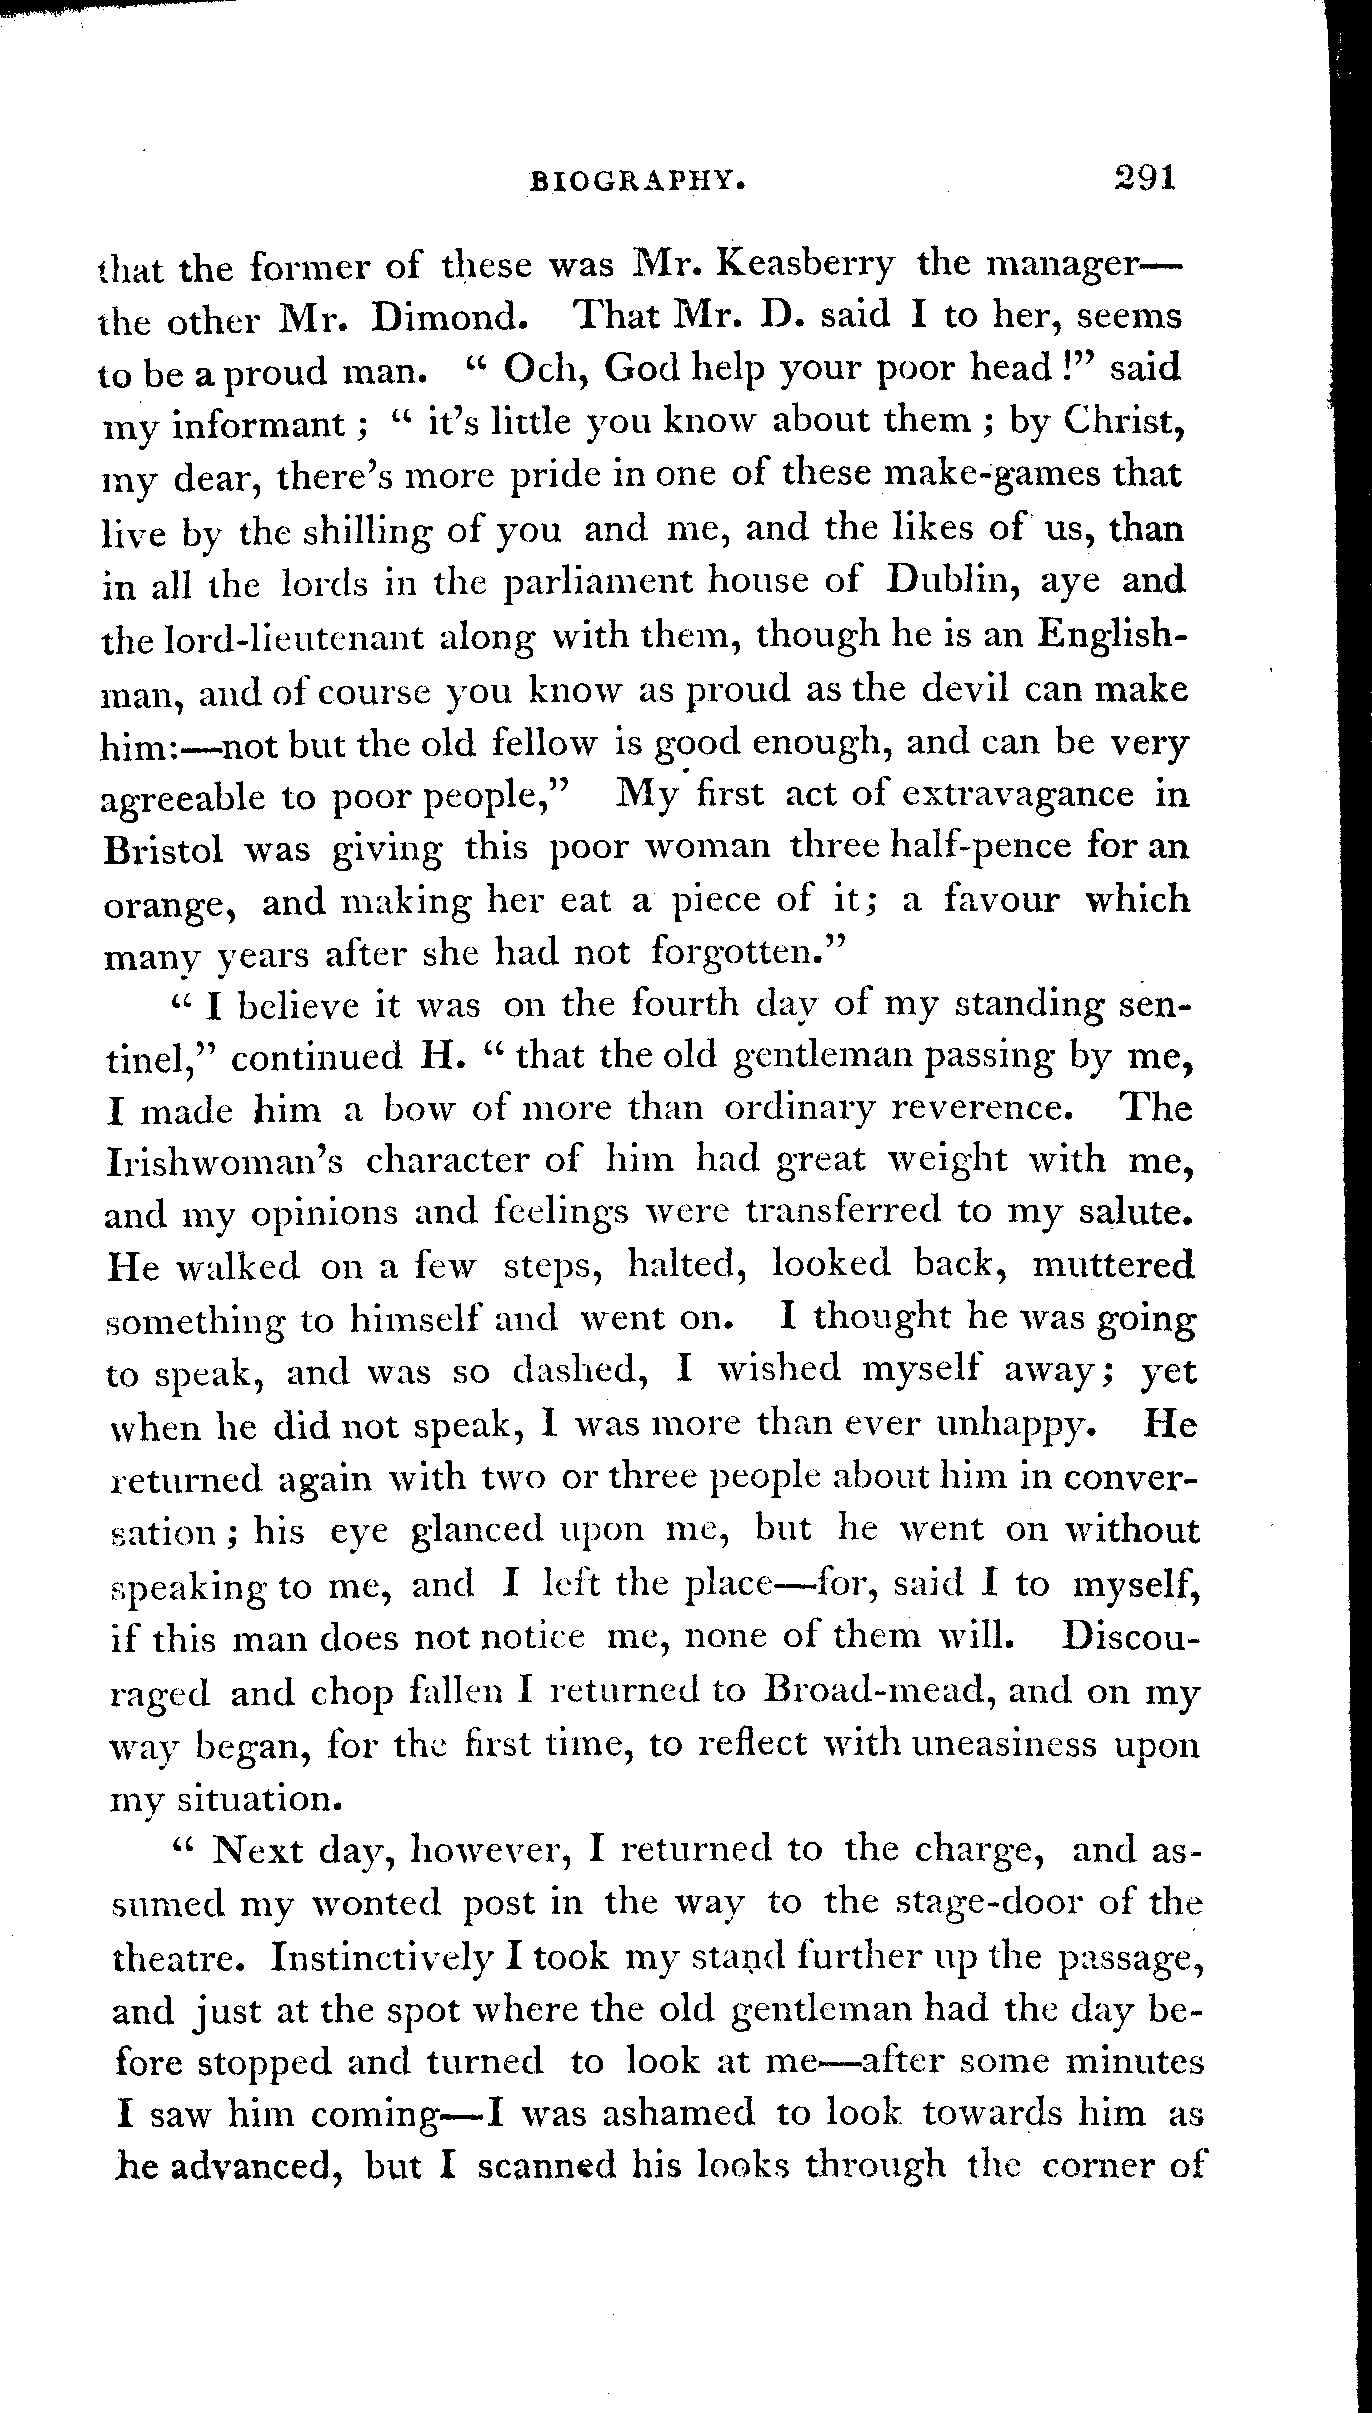 BIOGRAPHY. 291
that the former of these was Mr. Keasberry the manager—
the other Mr. Dimond. That Mr. D. said I to her, seems
to be a proud man. “ Och, God help your poor head !” said
my informant ; “ it’s little you know about them ; by Christ,
my dear, there’s more pride in one of these make-games that
live by the shilling of you and me, and the likes of us, than
in all the lords in the parliament house of Dublin, aye and
the lord-lieutenant along with them, though he is an English-
man, and of course you know as proud as the devil can make
him:—not but the old fellow is good enough, and can be very
agreeable to poor people,” My first act of extravagance in
Bristol was giving this poor woman three half-pence for an
orange, and making her eat a piece of it; a favour which
many years after she had not forgotten.”
“ I believe it was on the fourth day of my standing sen-
tinel,” continued H. “ that the old gentleman passing by me,
I made him a bow of more than ordinary reverence. The
Irishwoman’s character of him had great weight with me,
and my opinions and feelings were transferred to my salute.
He walked on a few steps, halted, looked back, muttered
something to himself and went on. I thought he was going
to speak, and was so dashed, I wished myself away; yet
when he did not speak, I was more than ever unhappy. He
returned again with two or three people about him in conver-
sation ; his eye glanced upon me, but he went on without
speaking to me, and I left the place—for, said I to myself,
if this man does not notice me, none of them will. Discou-
raged and chop fallen I returned to Broad-mead, and on my
way began, for the first time, to reflect with uneasiness upon
my situation.
“ Next day, however, I returned to the charge, and as-
sumed my wonted post in the way to the stage-door of the
theatre. Instinctively I took my stand further up the passage,
and just at the spot where the old gentleman had the day be-
fore stopped and turned to look at me—after some minutes
I saw him coming—I was ashamed to look towards him as
he advanced, but I scanned his looks through the corner of